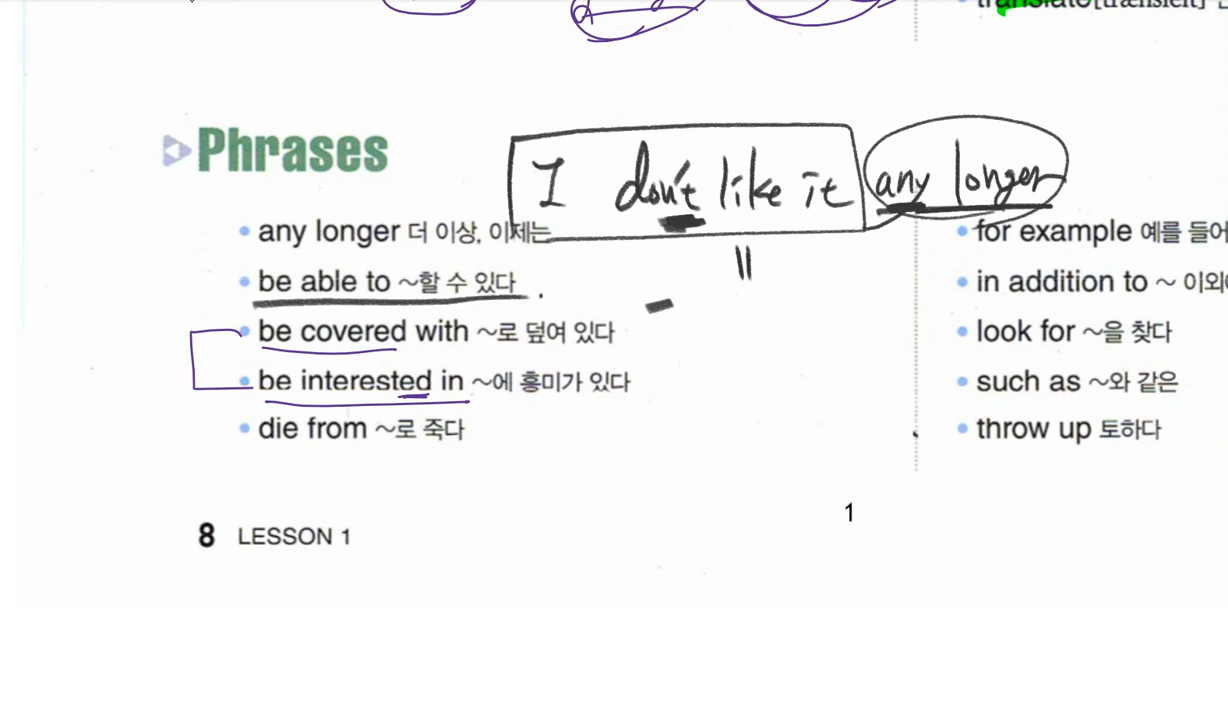 Phrases
I don't like it any longer
• any longer 더 이상, 이제는
• be able to ~할 수 있다
• be covered with ~로 덮여 있다
• be interested in ~에 흥미가 있다
• die from ~로 죽다
• for example 예를 들어
• in addition to ~ 이외
• look for ~을 찾다
• such as ~와 같은
• throw up 토하다
8 LESSON 1
1